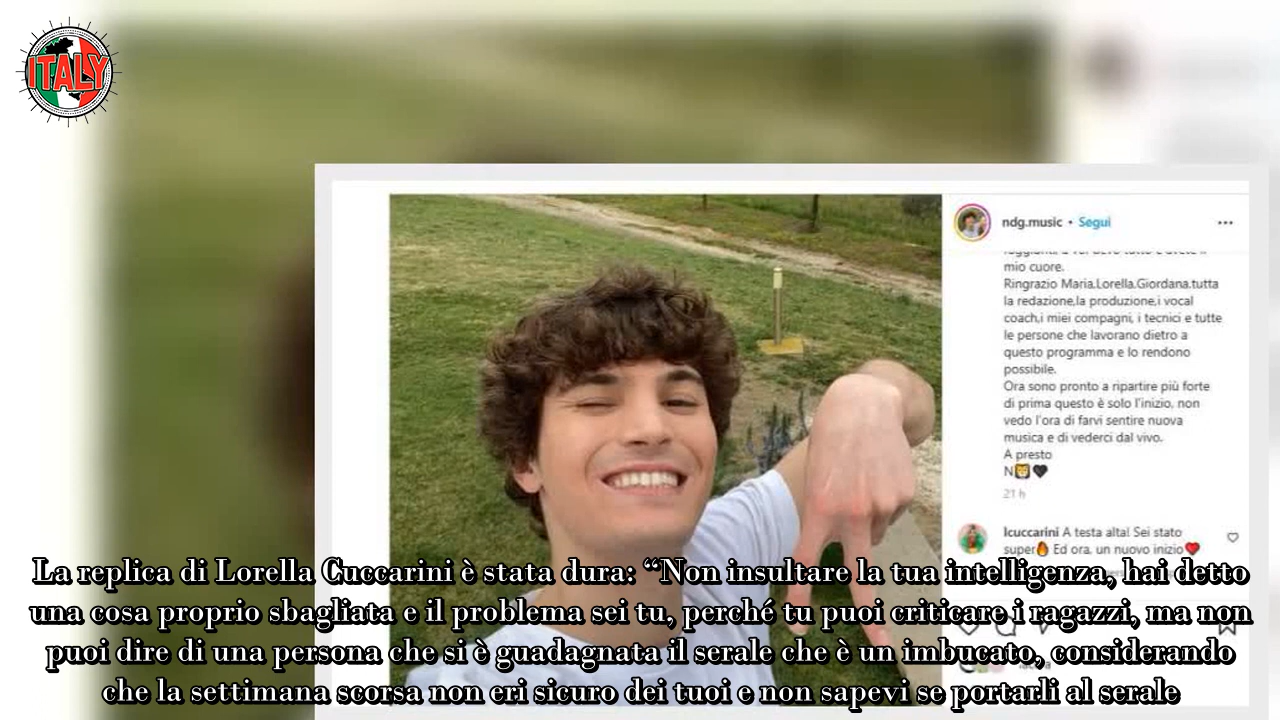 ITALY
ndg.music • Segui
mio cuore.
Ringrazio Maria,Lorella,Giordana,tutta
la redazione,la produzione,i vocal
coach,i miei compagni, i tecnici e tutte
le persone che lavorano dietro a
questo programma e lo rendono
possibile.
Ora sono pronto a ripartire più forte
di prima questo è solo l'inizio, non
vedo l'ora di farvi sentire nuova
musica e di vederci dal vivo.
A presto
N🦁🖤
21 h
lcuccarini A testa alta! Sei stato
super🔥 Ed ora, un nuovo inizio❤️
La replica di Lorella Cuccarini è stata dura: “Non insultare la tua intelligenza, hai detto
una cosa proprio sbagliata e il problema sei tu, perché tu puoi criticare i ragazzi, ma non
puoi dire di una persona che si è guadagnata il serale che è un imbucato, considerando
che la settimana scorsa non eri sicuro dei tuoi e non sapevi se portarli al serale